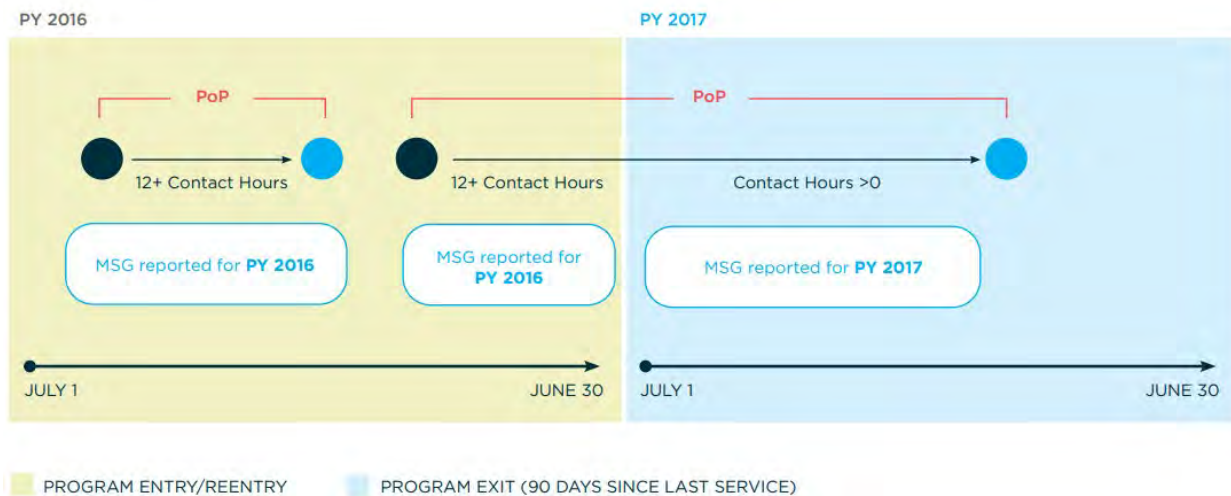 PY 2016
PY 2017
PoP
PoP
12+ Contact Hours
12+ Contact Hours
Contact Hours >0
MSG reported for PY 2016
MSG reported for
PY 2016
MSG reported for PY 2017
JULY 1
JUNE 30
JULY 1
JUNE 30
PROGRAM ENTRY/REENTRY
PROGRAM EXIT (90 DAYS SINCE LAST SERVICE)